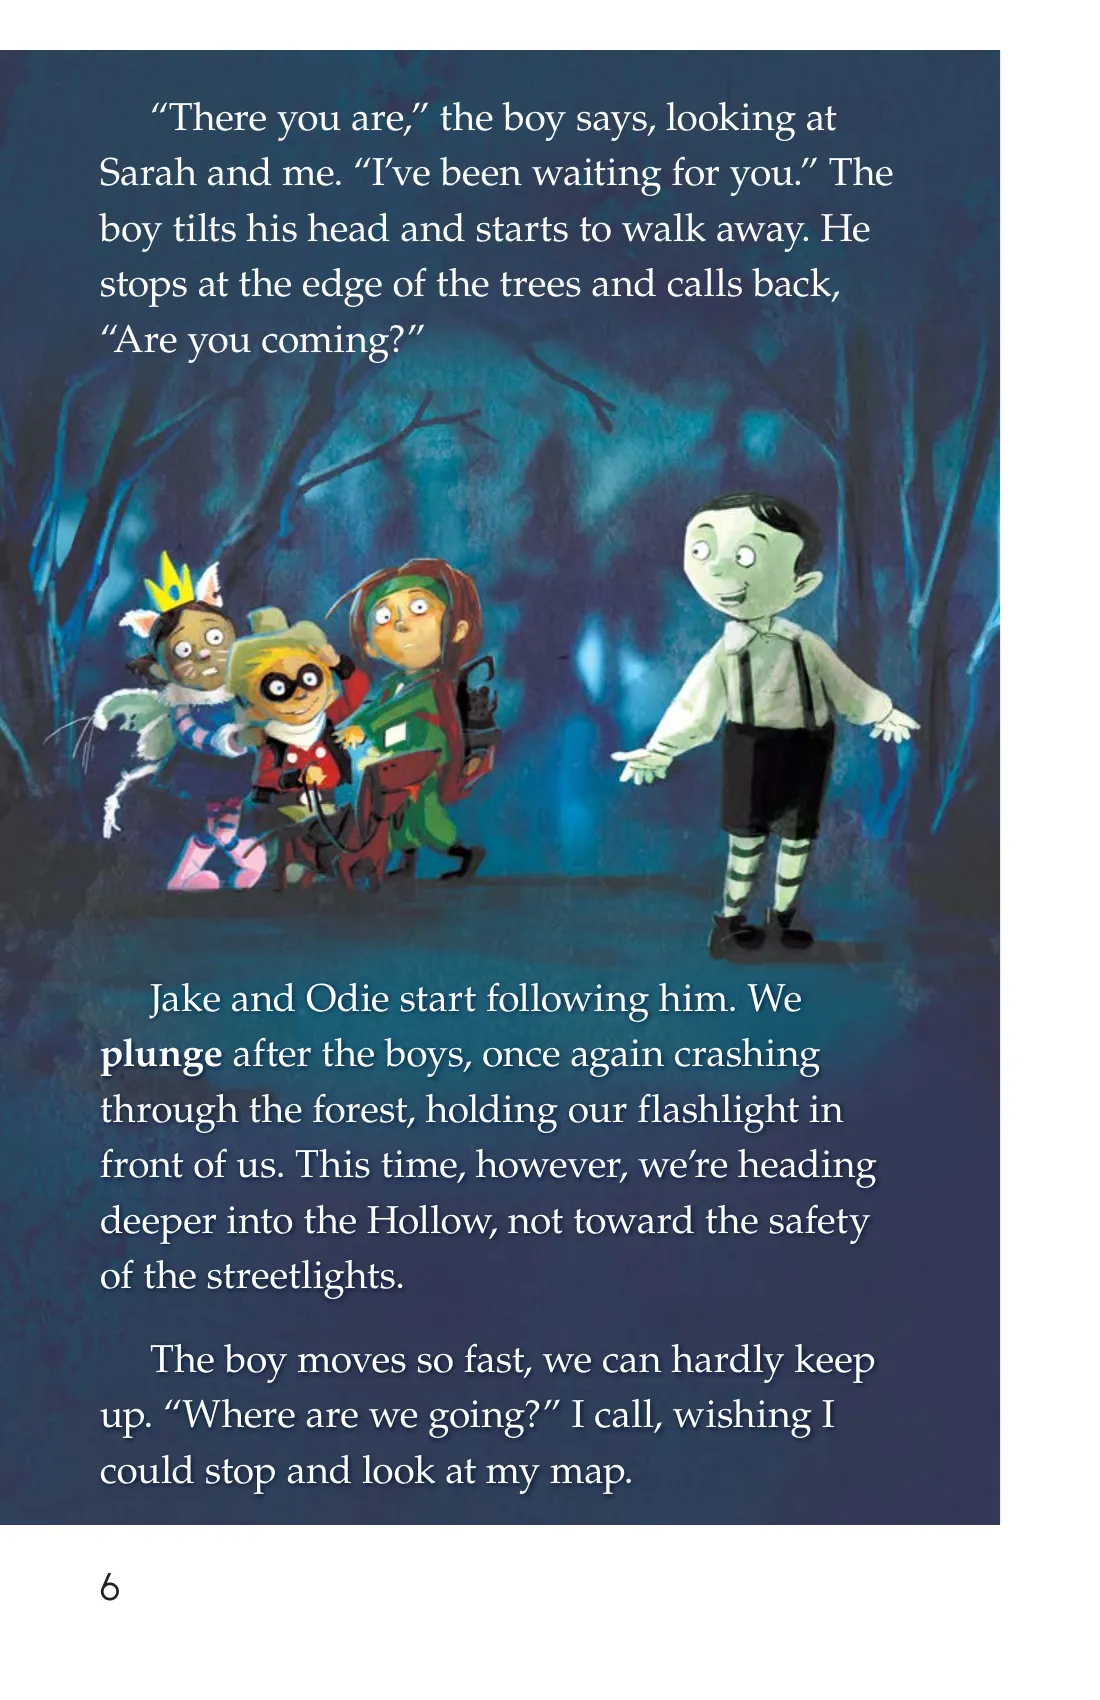 “There you are,” the boy says, looking at
Sarah and me. “I’ve been waiting for you.” The
boy tilts his head and starts to walk away. He
stops at the edge of the trees and calls back,
“Are you coming?”
Jake and Odie start following him. We
plunge after the boys, once again crashing
through the forest, holding our flashlight in
front of us. This time, however, we’re heading
deeper into the Hollow, not toward the safety
of the streetlights.
The boy moves so fast, we can hardly keep
up. “Where are we going?” I call, wishing I
could stop and look at my map.
6